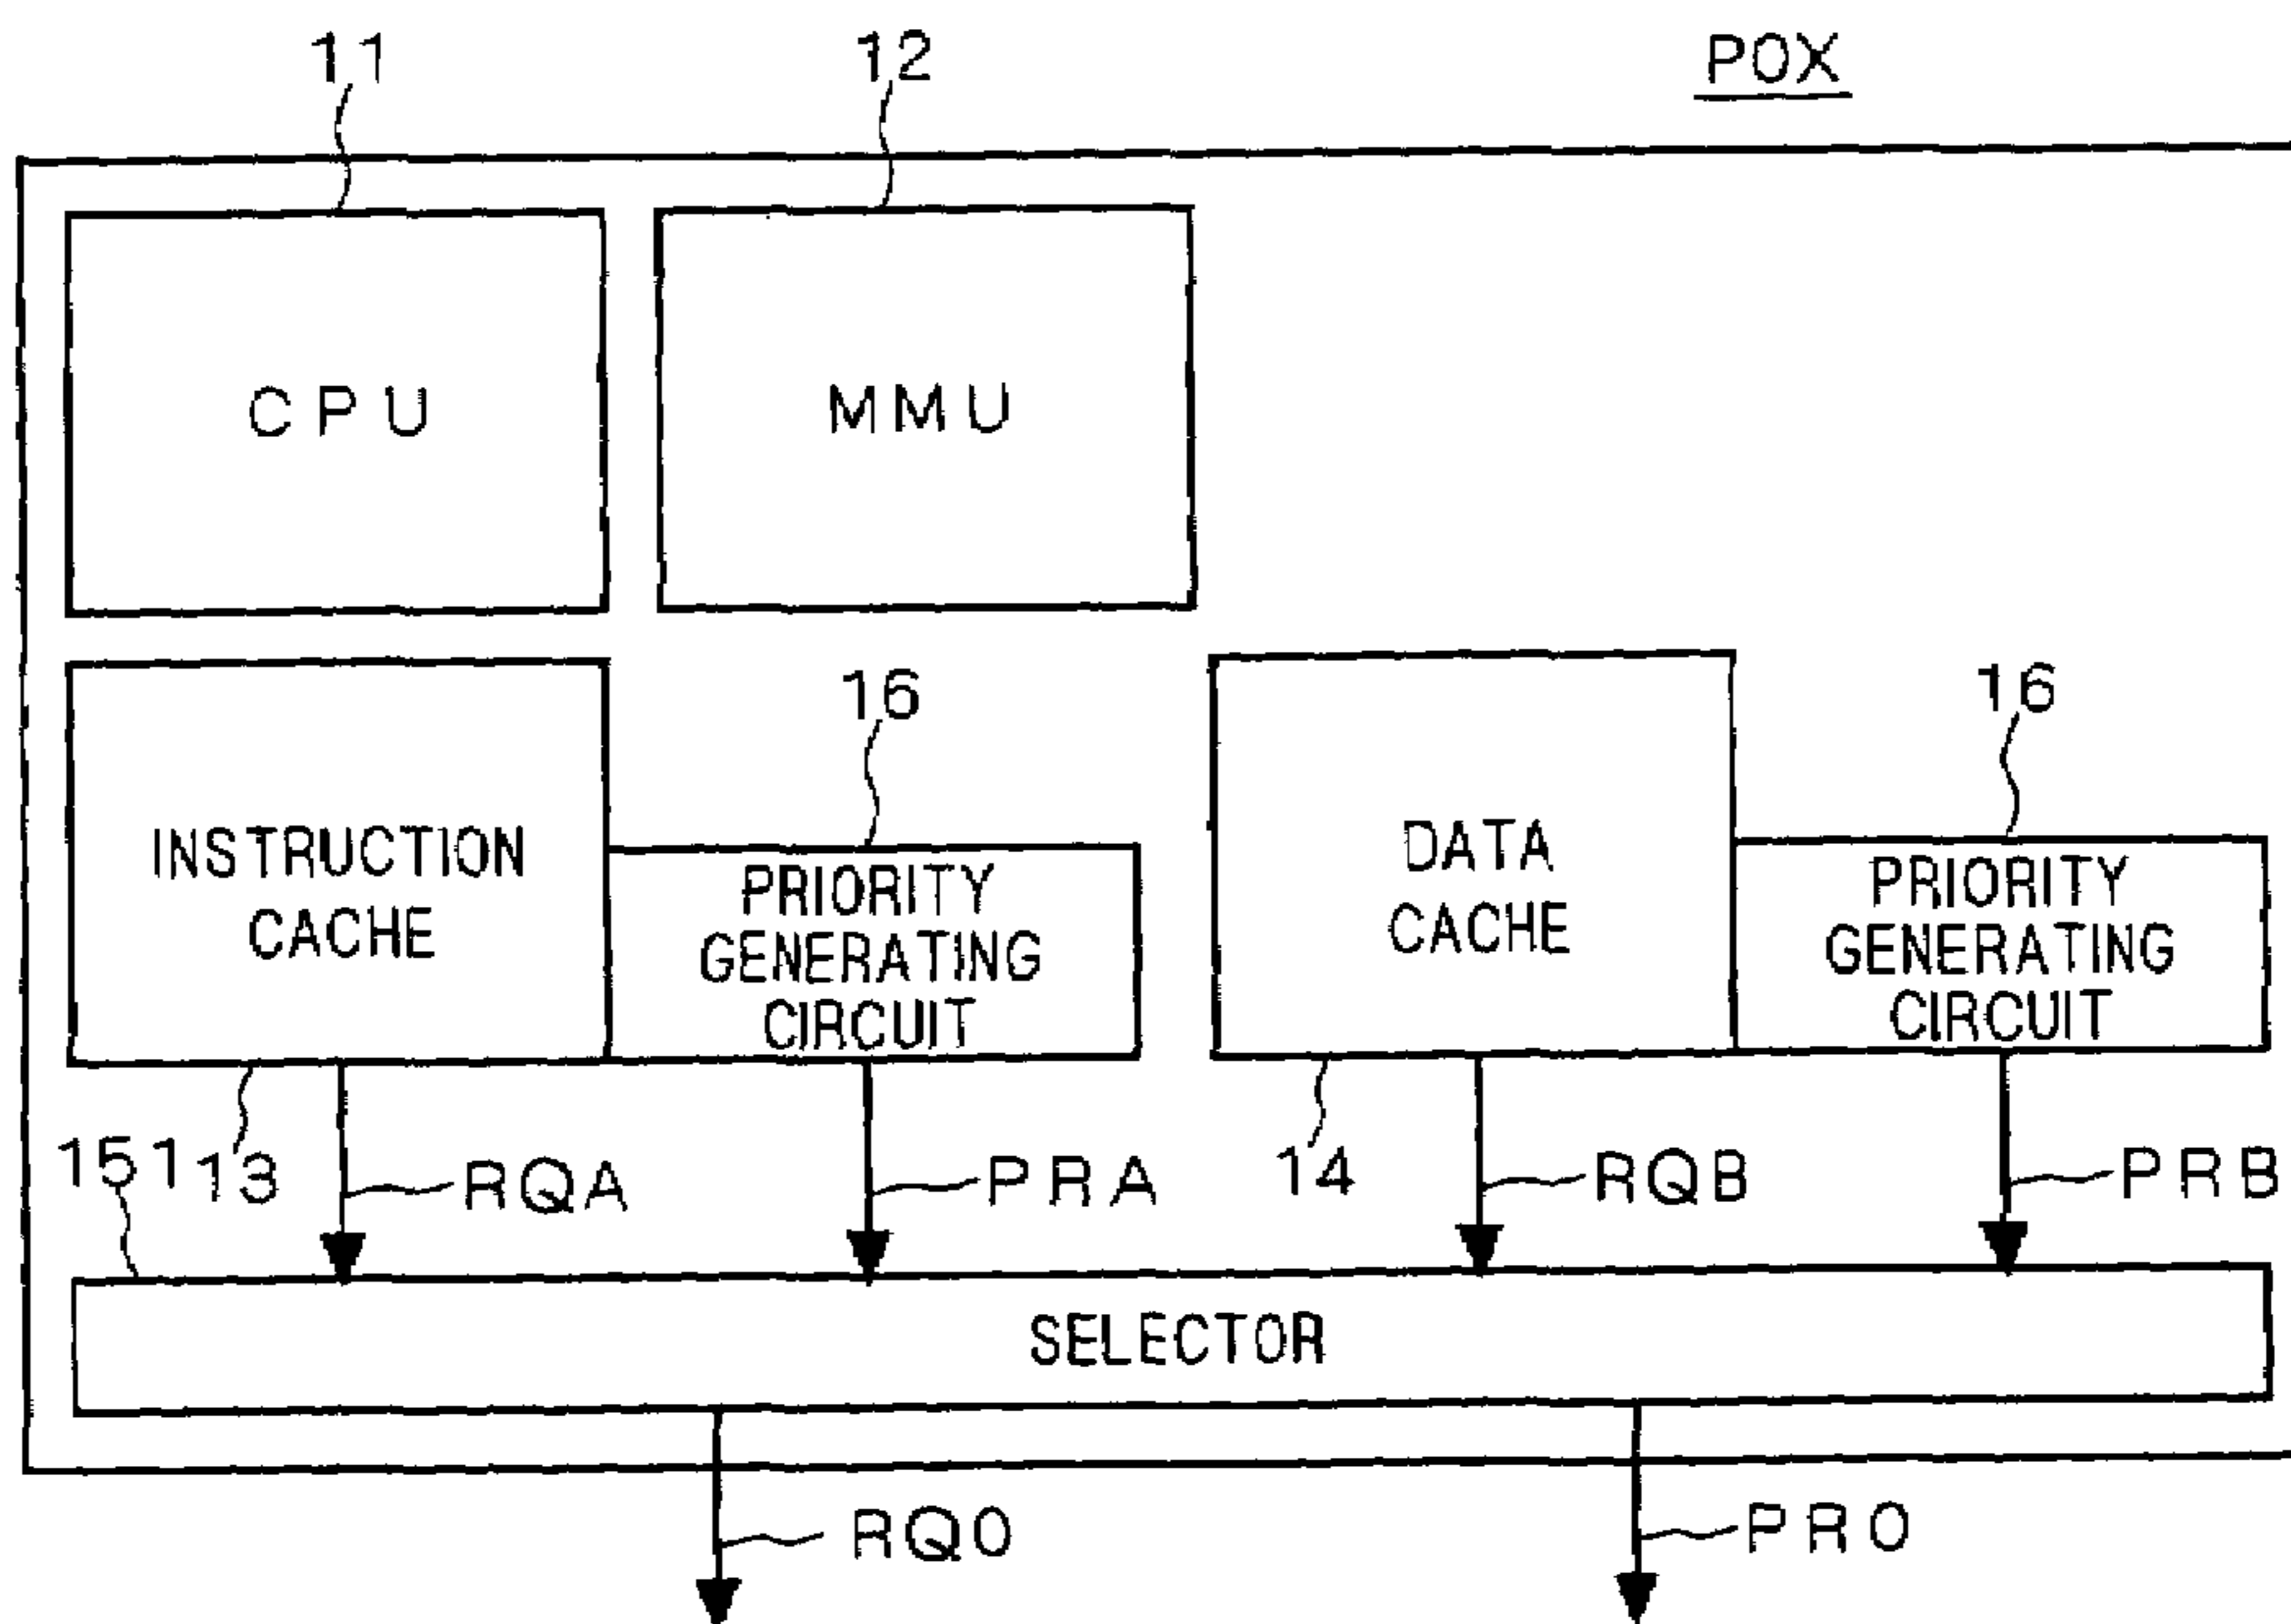 11
12
POX
CPU
MMU
16
16
INSTRUCTION
CACHE
PRIORITY
GENERATING
CIRCUIT
DATA
CACHE
PRIORITY
GENERATING
CIRCUIT
151
13
RQA
PRA
14
RQB
PRB
SELECTOR
RQ0
PR0